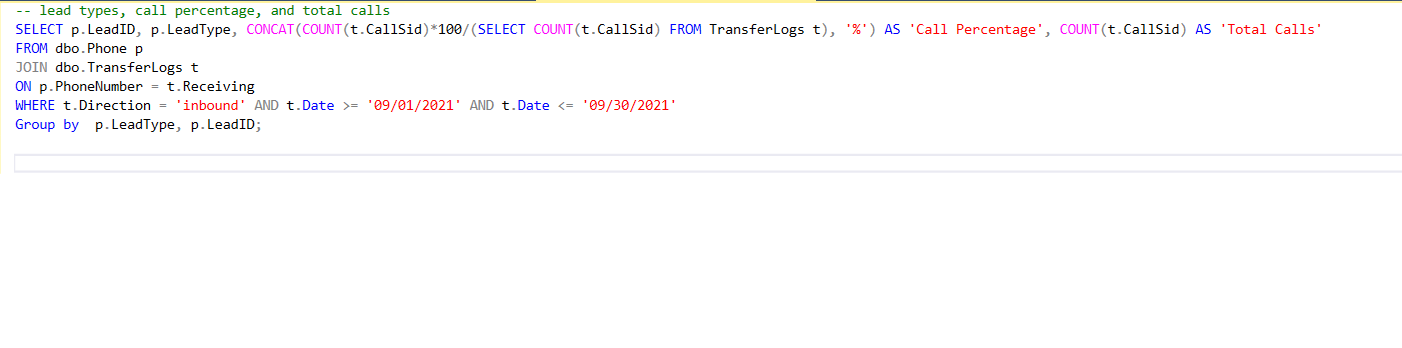 -- lead types, call percentage, and total calls
SELECT p.LeadID, p.LeadType, CONCAT(COUNT(t.CallSid)*100/(SELECT COUNT(t.CallSid) FROM TransferLogs t), '%') AS 'Call Percentage', COUNT(t.CallSid) AS 'Total Calls'
FROM dbo.Phone p
JOIN dbo.TransferLogs t
ON p.PhoneNumber = t.Receiving
WHERE t.Direction = 'inbound' AND t.Date >= '09/01/2021' AND t.Date <= '09/30/2021'
Group by  p.LeadType, p.LeadID;